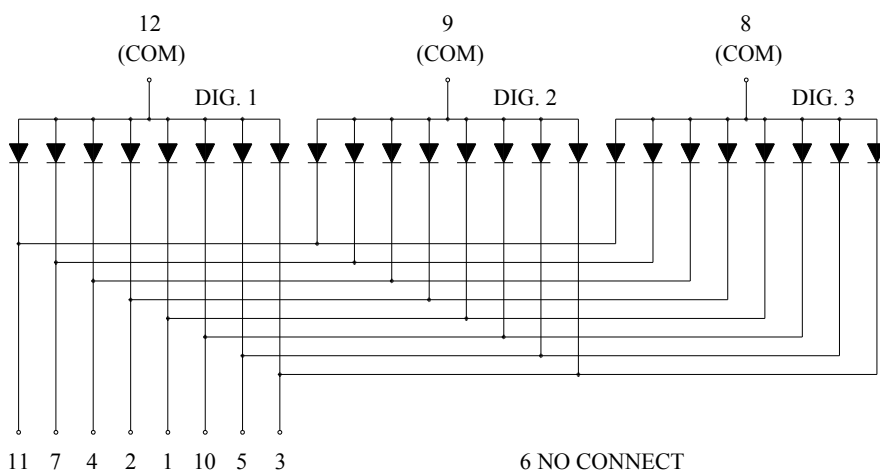 12 9 8
(COM) (COM) (COM)
DIG. 1 DIG. 2 DIG. 3
11 7 4 2 1 10 5 3 6 NO CONNECT